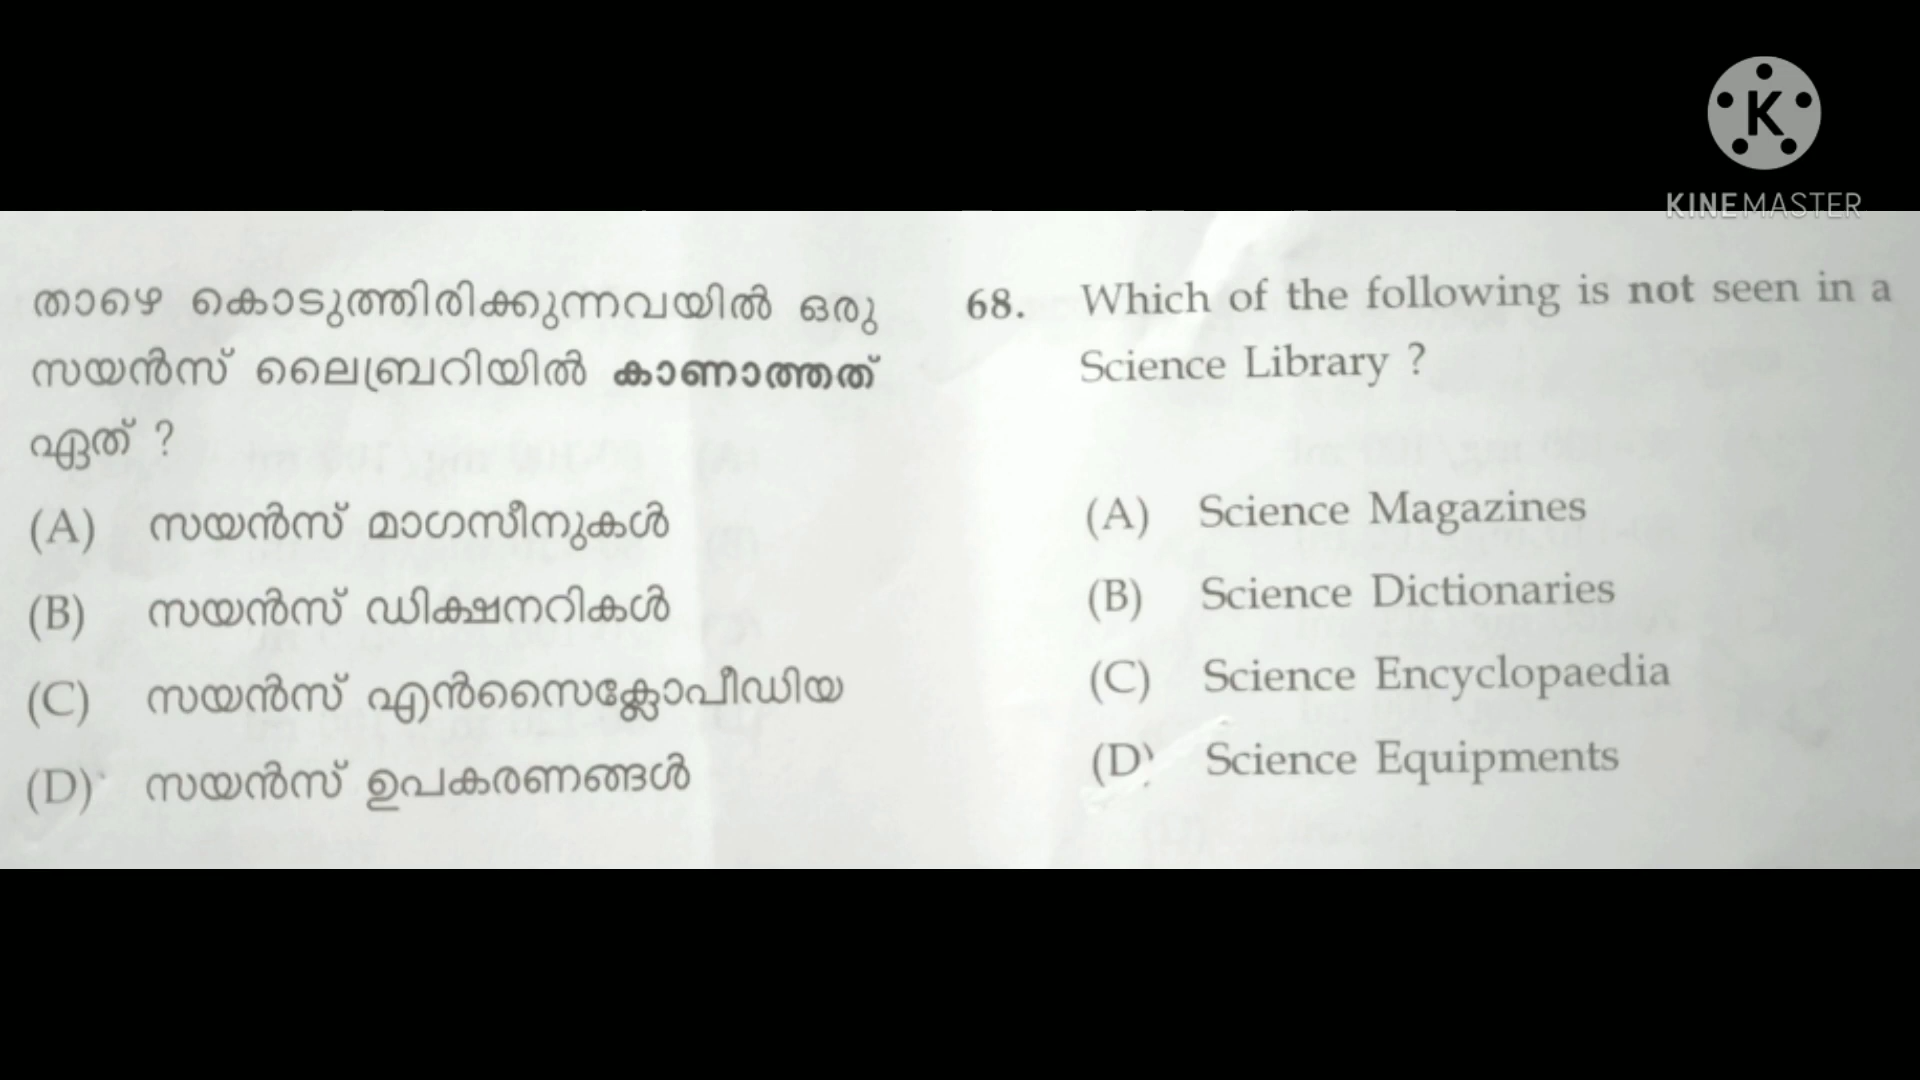 KINEMASTER
താഴെ കൊടുത്തിരിക്കുന്നവയിൽ ഒരു
സയൻസ് ലൈബ്രറിയിൽ കാണാത്തത്
ഏത് ?
(A) സയൻസ് മാഗസീനുകൾ
(B) സയൻസ് ഡിക്ഷനറികൾ
(C) സയൻസ് എൻസൈക്ലോപീഡിയ
(D) സയൻസ് ഉപകരണങ്ങൾ
68. Which of the following is not seen in a
Science Library ?
(A) Science Magazines
(B) Science Dictionaries
(C) Science Encyclopaedia
(D) Science Equipments